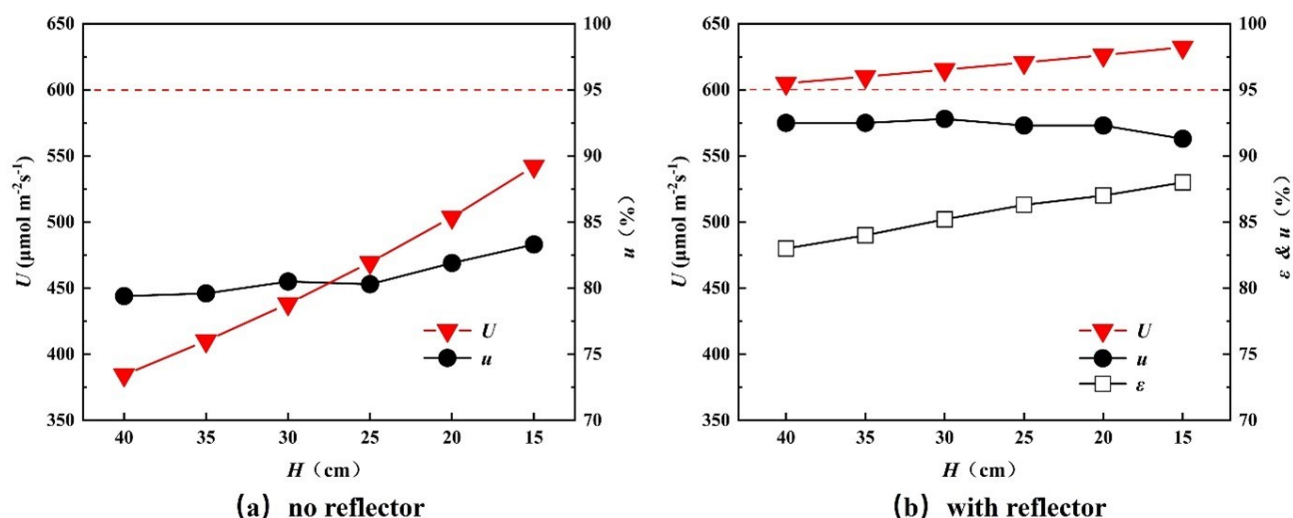 650
600
550
500
450
400
350
U (μmol m⁻²s⁻¹)
100
95
90
85
80
75
70
u（%）
U
u
40 35 30 25 20 15
H（cm）
(a) no reflector
650
600
550
500
450
400
350
U (μmol m⁻²s⁻¹)
100
95
90
85
80
75
70
ε & u（%）
U
u
ε
40 35 30 25 20 15
H（cm）
(b) with reflector